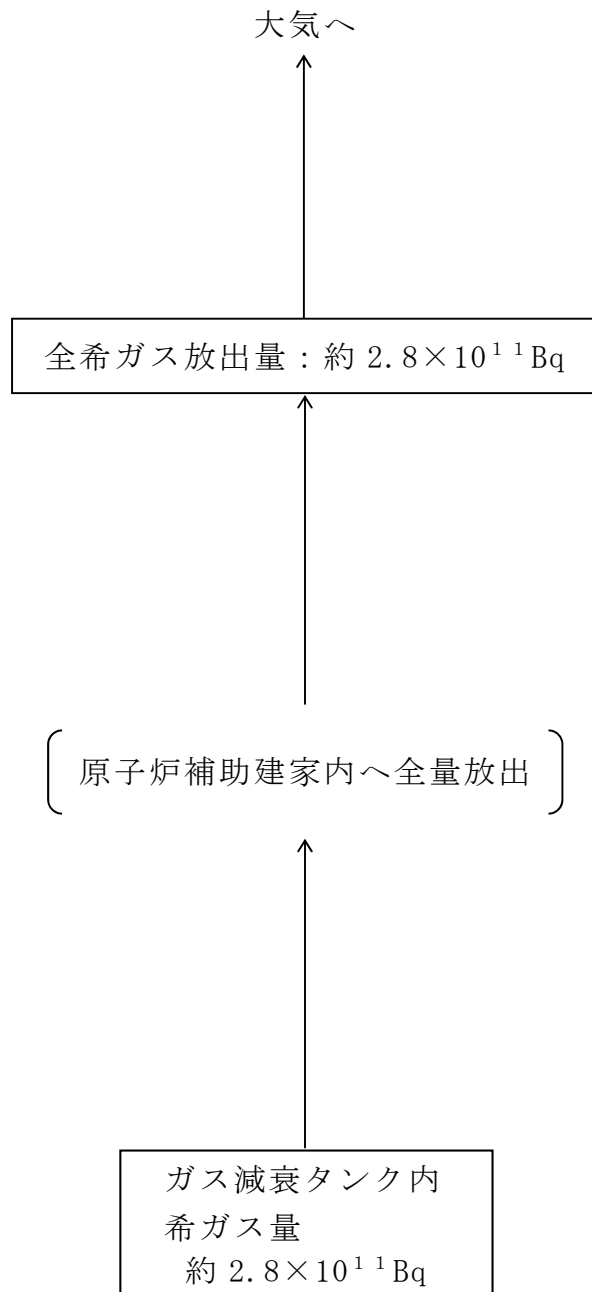 大気へ
全希ガス放出量：約 2.8×10¹¹Bq
原子炉補助建家内へ全量放出
ガス減衰タンク内
希ガス量
約 2.8×10¹¹Bq